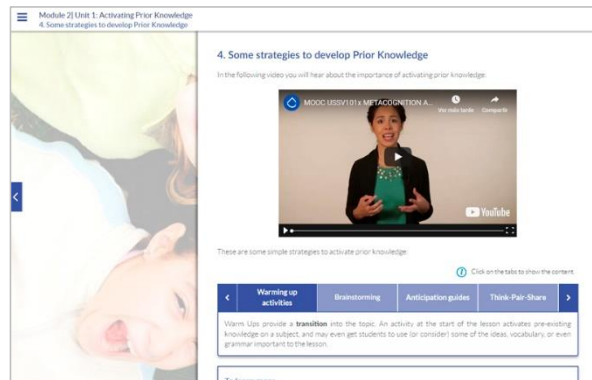 Module 2| Unit 1: Activating Prior Knowledge
4. Some strategies to develop Prior Knowledge
4. Some strategies to develop Prior Knowledge
In the following video you will hear about the importance of activating prior knowledge:
MOOC USSV101x METACOGNITION A...
Ver más tarde
Compartir
YouTube
These are some simple strategies to activate prior knowledge:
i Click on the tabs to show the content
Warming up
activities
Brainstorming
Anticipation guides
Think-Pair-Share
Warm Ups provide a transition into the topic. An activity at the start of the lesson activates pre-existing
knowledge on a subject, and may even get students to use (or consider) some of the ideas, vocabulary, or even
grammar important to the lesson.